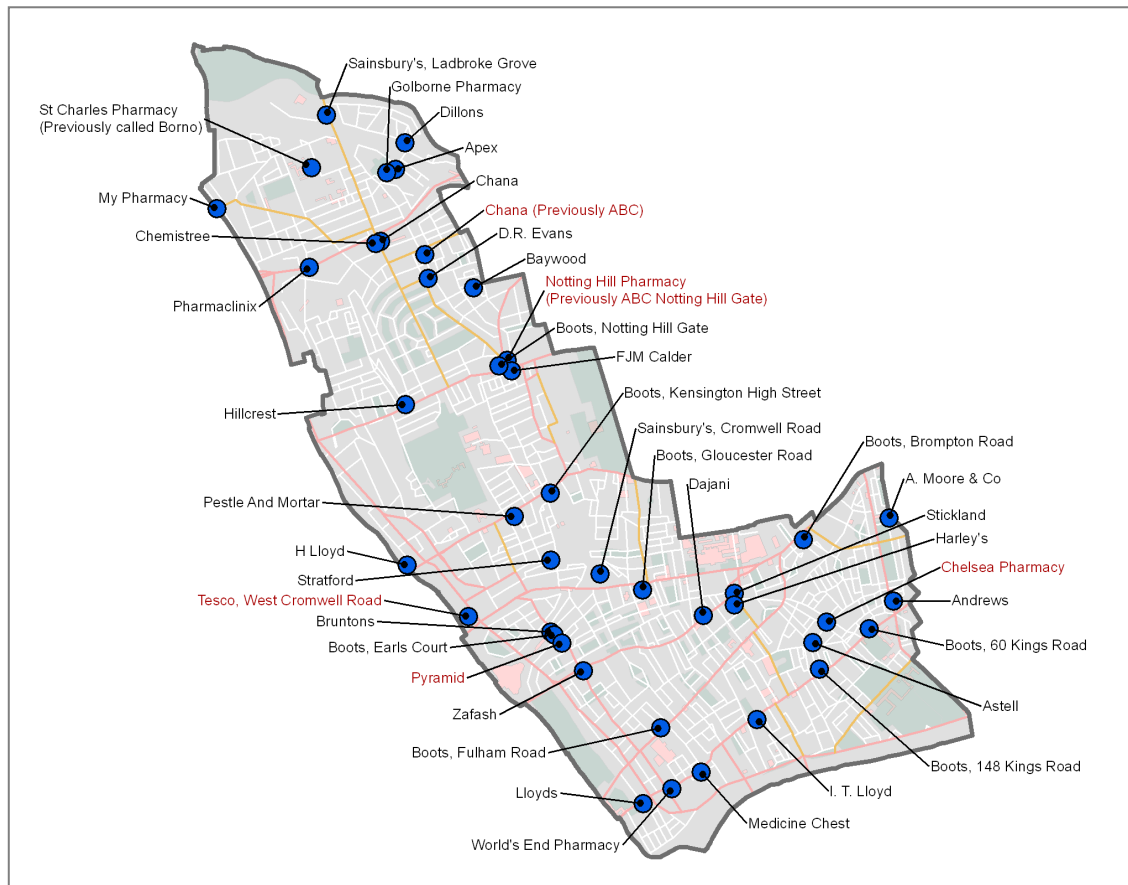 Sainsbury's, Ladbroke Grove
Golborne Pharmacy
St Charles Pharmacy
(Previously called Borno)
Dillons
Apex
Chana
My Pharmacy
Chana (Previously ABC)
D.R. Evans
Chemistree
Baywood
Notting Hill Pharmacy
(Previously ABC Notting Hill Gate)
Pharmaclinix
Boots, Notting Hill Gate
FJM Calder
Boots, Kensington High Street
Hillcrest
Sainsbury's, Cromwell Road
Boots, Brompton Road
Boots, Gloucester Road
A. Moore & Co
Dajani
Pestle And Mortar
Stickland
Harley's
H Lloyd
Stratford
Chelsea Pharmacy
Tesco, West Cromwell Road
Andrews
Bruntons
Boots, Earls Court
Boots, 60 Kings Road
Pyramid
Astell
Zafash
Boots, Fulham Road
Boots, 148 Kings Road
Lloyds
I. T. Lloyd
Medicine Chest
World's End Pharmacy